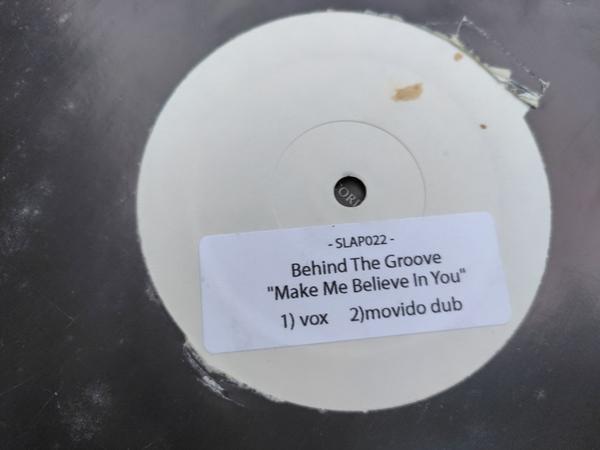 - SLAP022 -
Behind The Groove
"Make Me Believe In You"
1) vox 2)movido dub